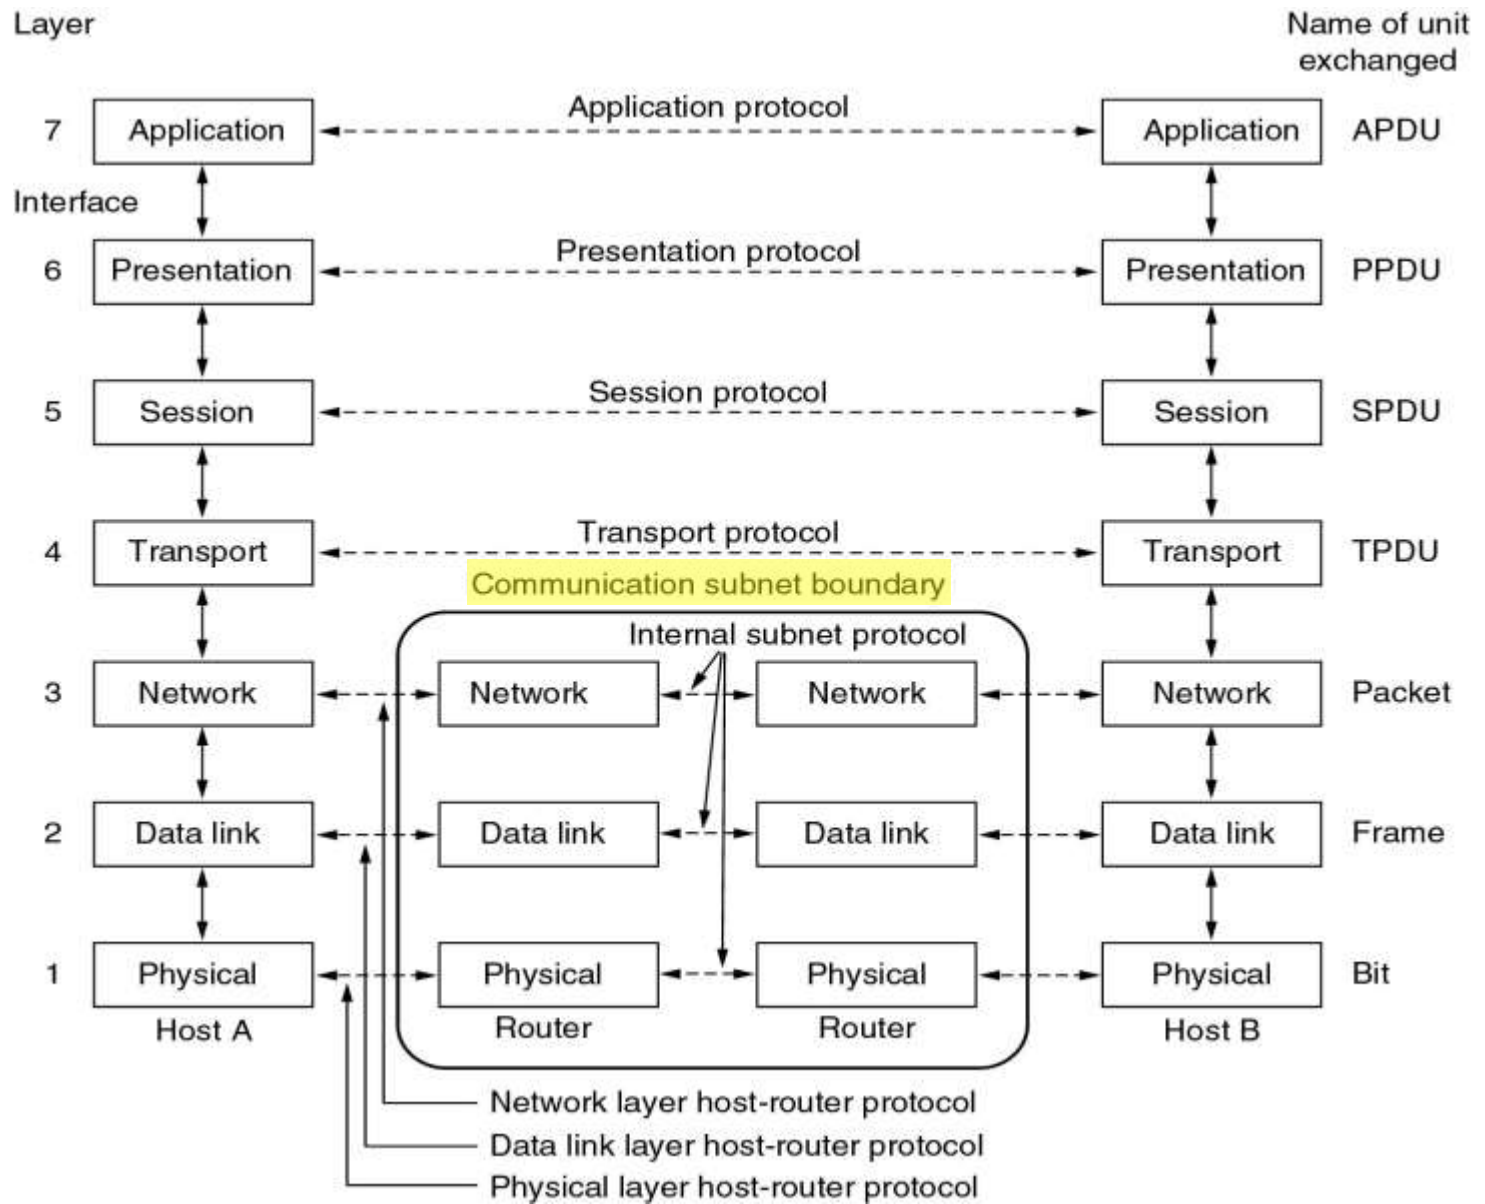 Layer
Name of unit
exchanged
Application protocol
7 Application Application APDU
Interface
Presentation protocol
6 Presentation Presentation PPDU
Session protocol
5 Session Session SPDU
Transport protocol
4 Transport Transport TPDU
Communication subnet boundary
Internal subnet protocol
3 Network Network Network Network Packet
2 Data link Data link Data link Data link Frame
1 Physical Physical Physical Physical Bit
Host A Router Router Host B
Network layer host-router protocol
Data link layer host-router protocol
Physical layer host-router protocol